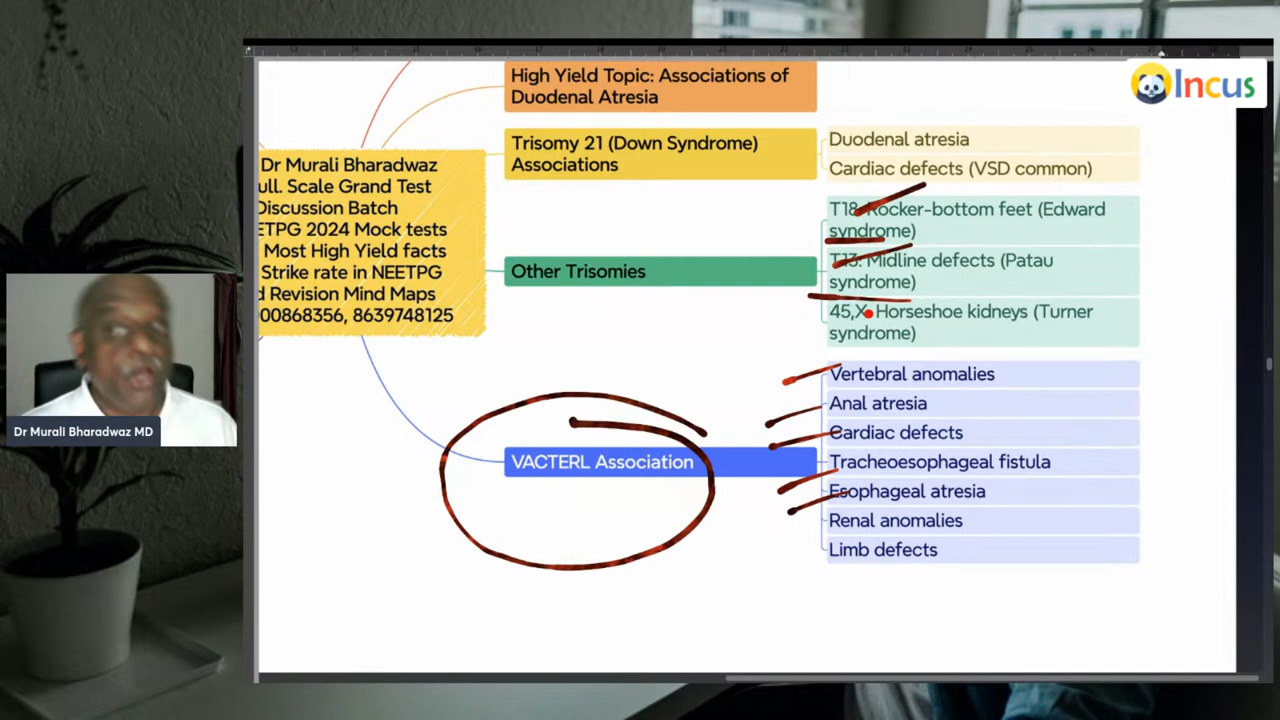 Incus
High Yield Topic: Associations of
Duodenal Atresia
Trisomy 21 (Down Syndrome)
Associations
Duodenal atresia
Cardiac defects (VSD common)
Dr Murali Bharadwaz
ull. Scale Grand Test
Discussion Batch
ETPG 2024 Mock tests
Most High Yield facts
Strike rate in NEETPG
d Revision Mind Maps
00868356, 8639748125
Other Trisomies
T18: Rocker-bottom feet (Edward
syndrome)
T13: Midline defects (Patau
syndrome)
45,X: Horseshoe kidneys (Turner
syndrome)
VACTERL Association
Vertebral anomalies
Anal atresia
Cardiac defects
Tracheoesophageal fistula
Esophageal atresia
Renal anomalies
Limb defects
Dr Murali Bharadwaz MD